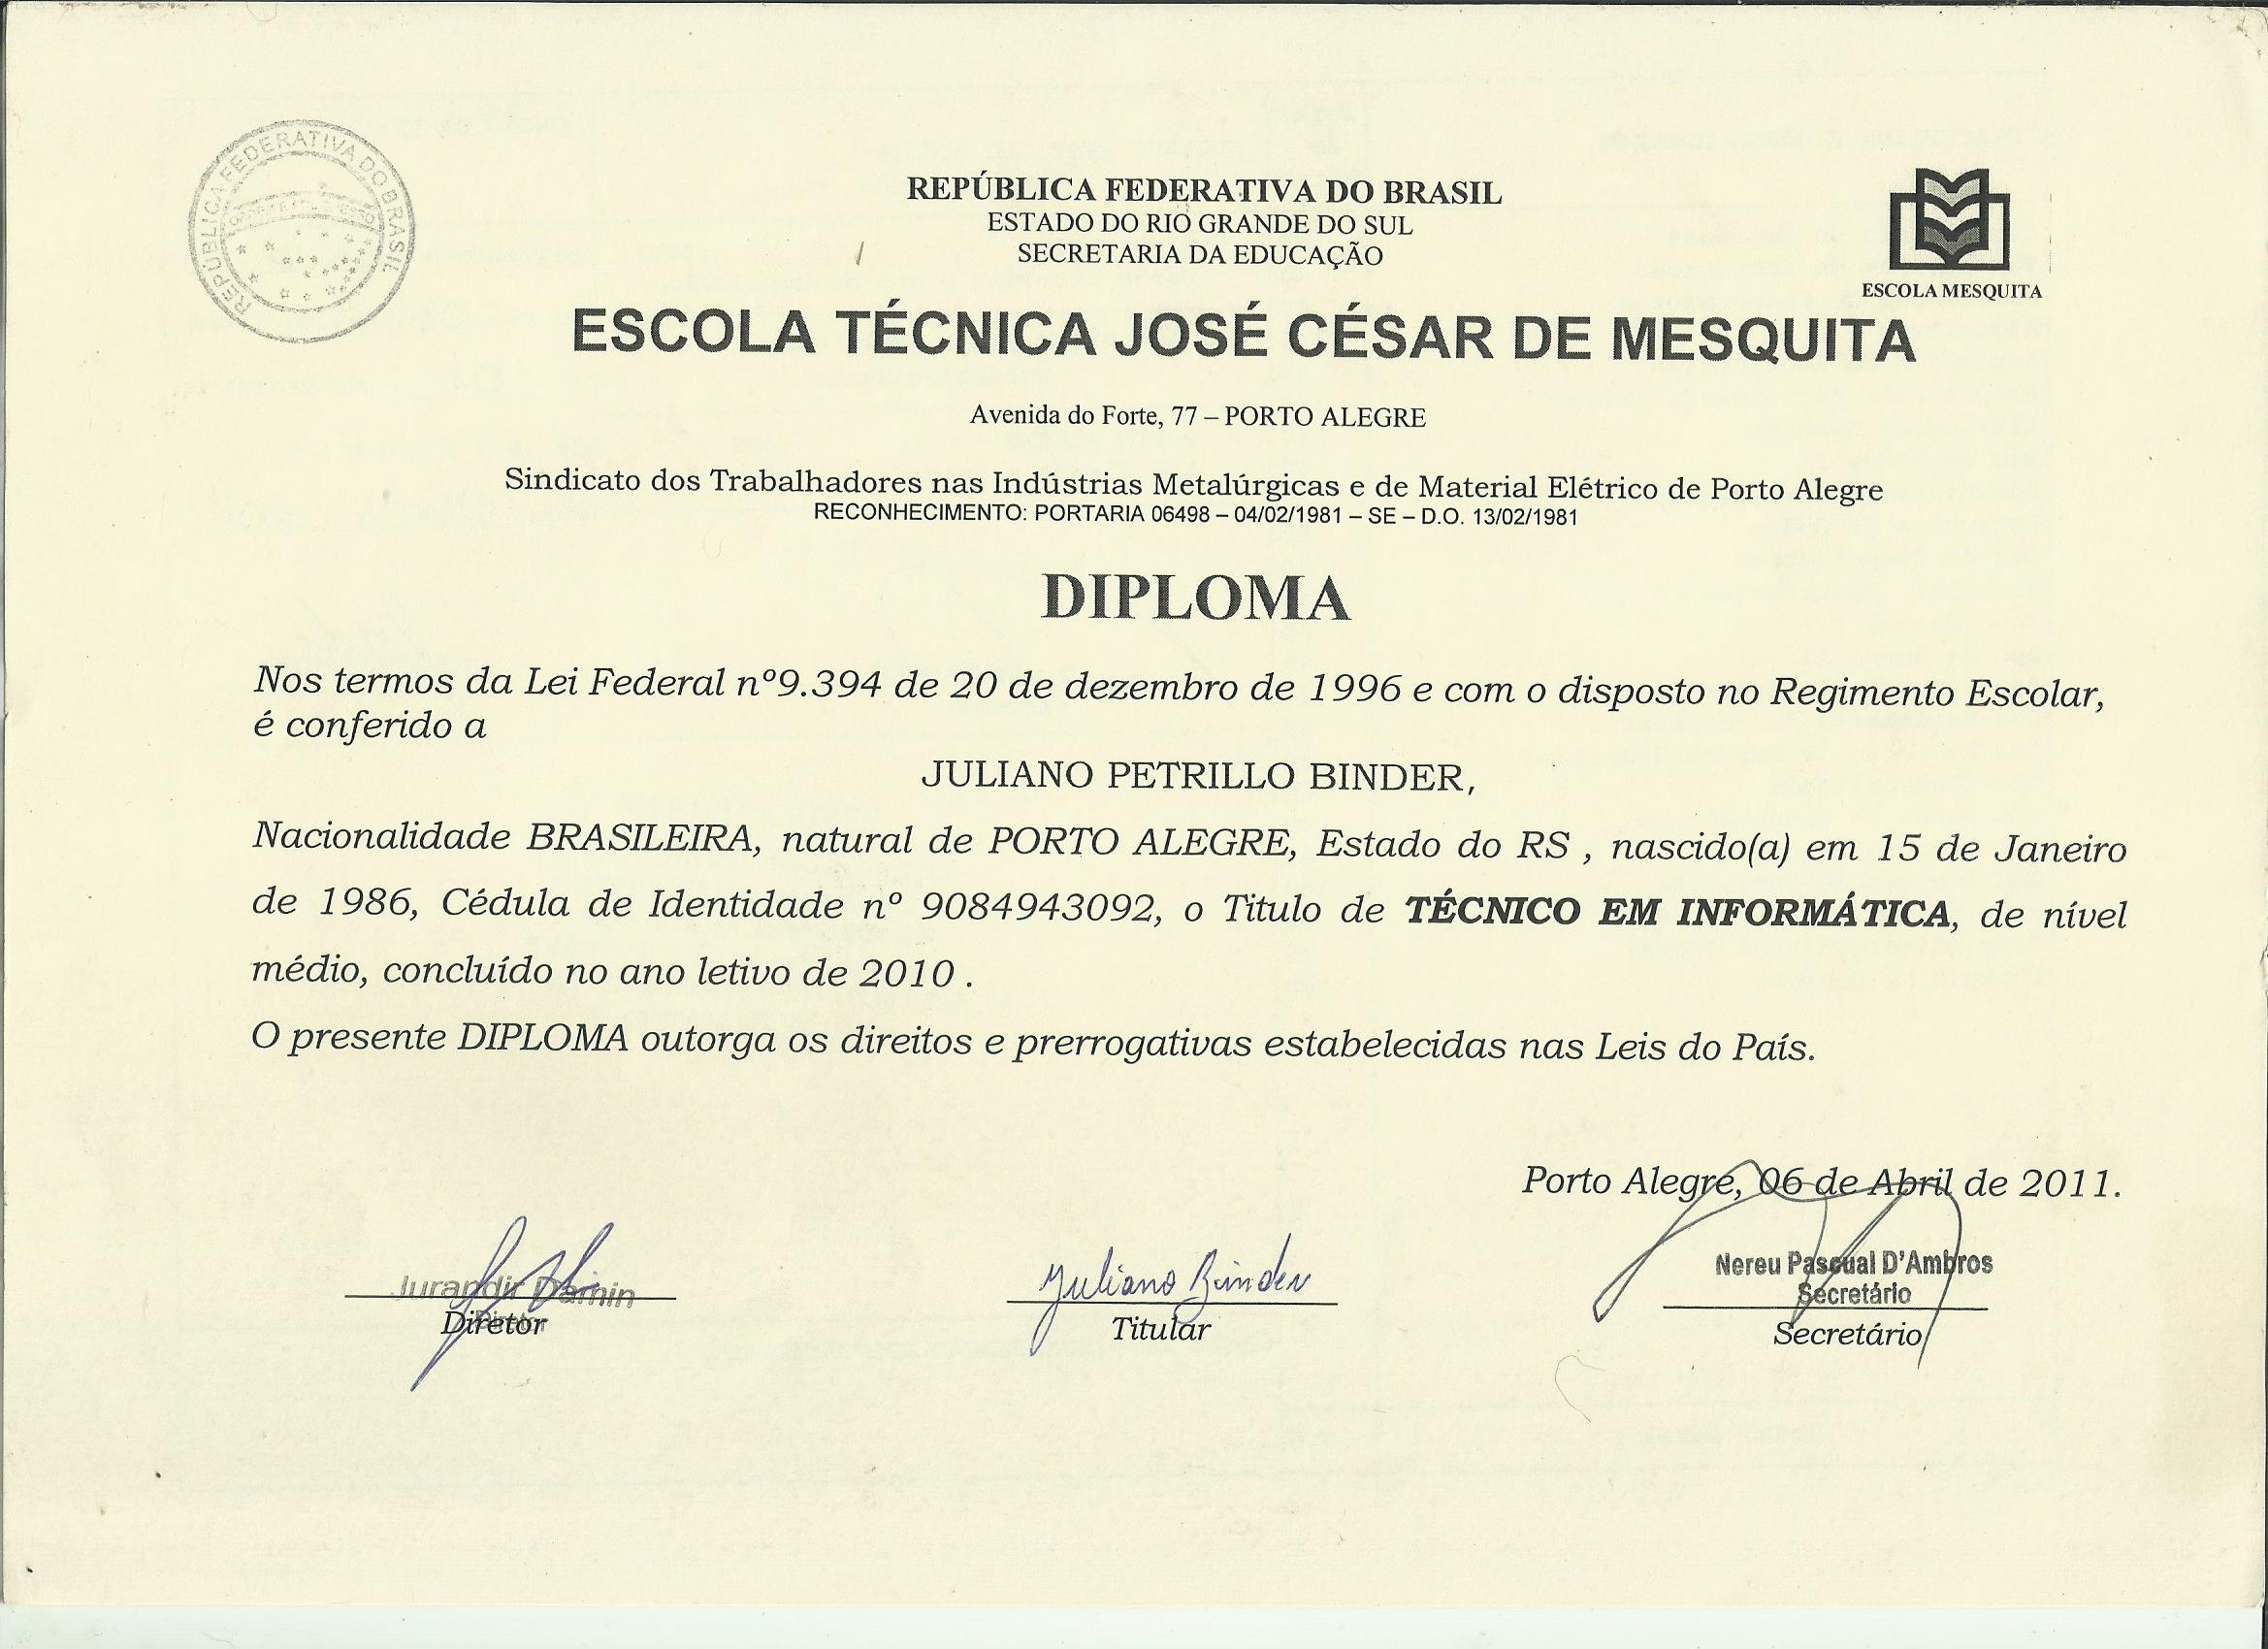 REPÚBLICA FEDERATIVA DO BRASIL
REPÚBLICA FEDERATIVA DO BRASIL
ESTADO DO RIO GRANDE DO SUL
SECRETARIA DA EDUCAÇÃO
ESCOLA MESQUITA
ESCOLA TÉCNICA JOSÉ CÉSAR DE MESQUITA
Avenida do Forte, 77 – PORTO ALEGRE
Sindicato dos Trabalhadores nas Indústrias Metalúrgicas e de Material Elétrico de Porto Alegre
RECONHECIMENTO: PORTARIA 06498 – 04/02/1981 – SE – D.O. 13/02/1981
DIPLOMA
Nos termos da Lei Federal nº9.394 de 20 de dezembro de 1996 e com o disposto no Regimento Escolar,
é conferido a
JULIANO PETRILLO BINDER,
Nacionalidade BRASILEIRA, natural de PORTO ALEGRE, Estado do RS , nascido(a) em 15 de Janeiro
de 1986, Cédula de Identidade nº 9084943092, o Titulo de TÉCNICO EM INFORMÁTICA, de nível
médio, concluído no ano letivo de 2010 .
O presente DIPLOMA outorga os direitos e prerrogativas estabelecidas nas Leis do País.
Porto Alegre, 06 de Abril de 2011.
Jurandir Damin
Diretor
Diretor
Juliano Binder
Titular
Nereu Pascual D'Ambros
Secretário
Secretário